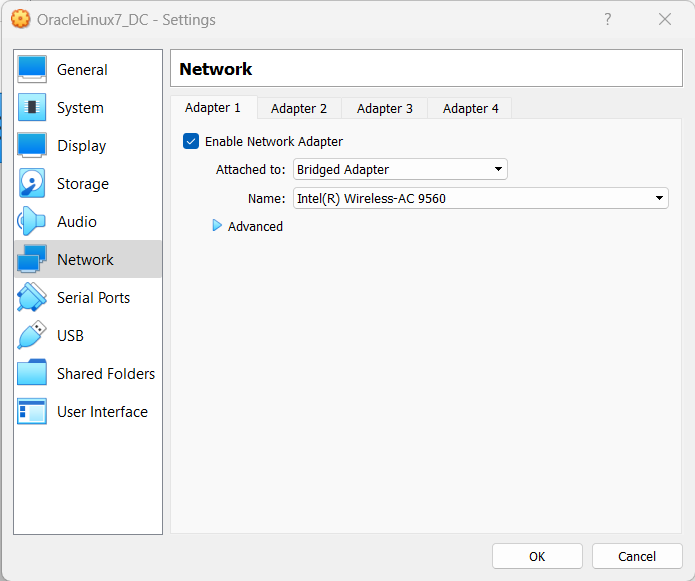 OracleLinux7_DC - Settings
?
General
System
Display
Storage
Audio
Network
Serial Ports
USB
Shared Folders
User Interface
Network
Adapter 1 Adapter 2 Adapter 3 Adapter 4
Enable Network Adapter
Attached to: Bridged Adapter
Name: Intel(R) Wireless-AC 9560
Advanced
OK Cancel